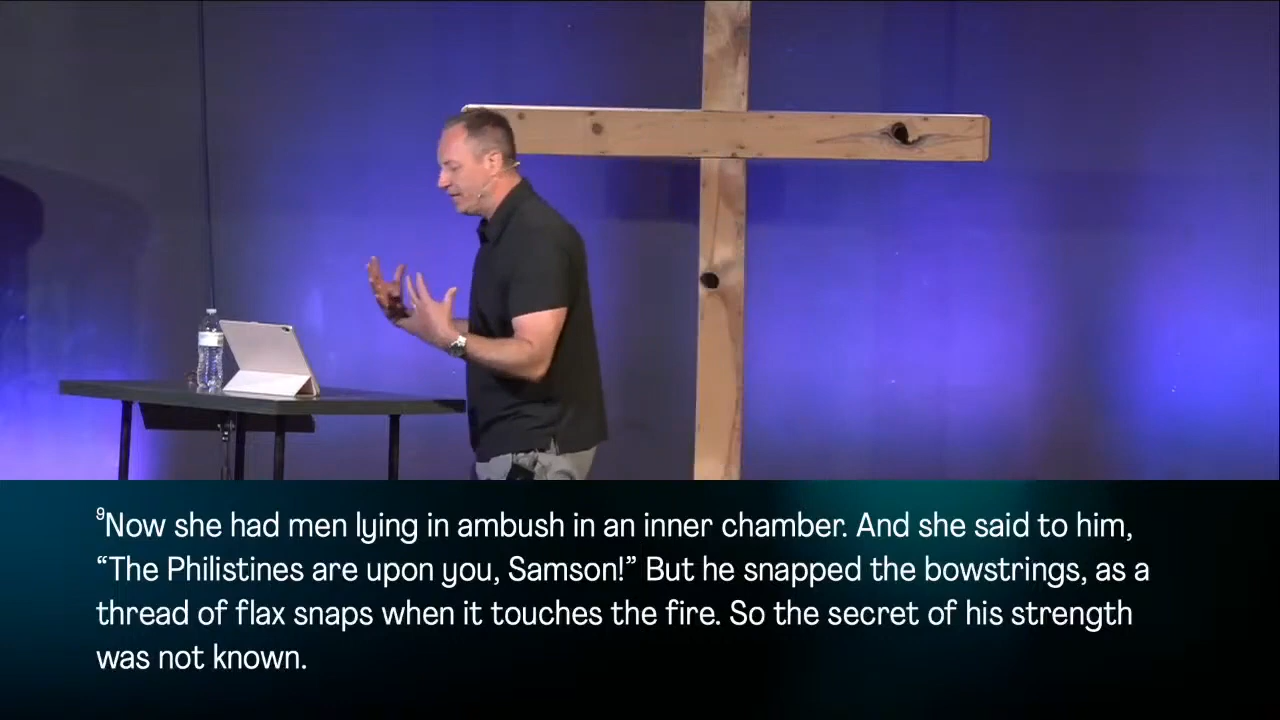 ⁹Now she had men lying in ambush in an inner chamber. And she said to him,
“The Philistines are upon you, Samson!” But he snapped the bowstrings, as a
thread of flax snaps when it touches the fire. So the secret of his strength
was not known.